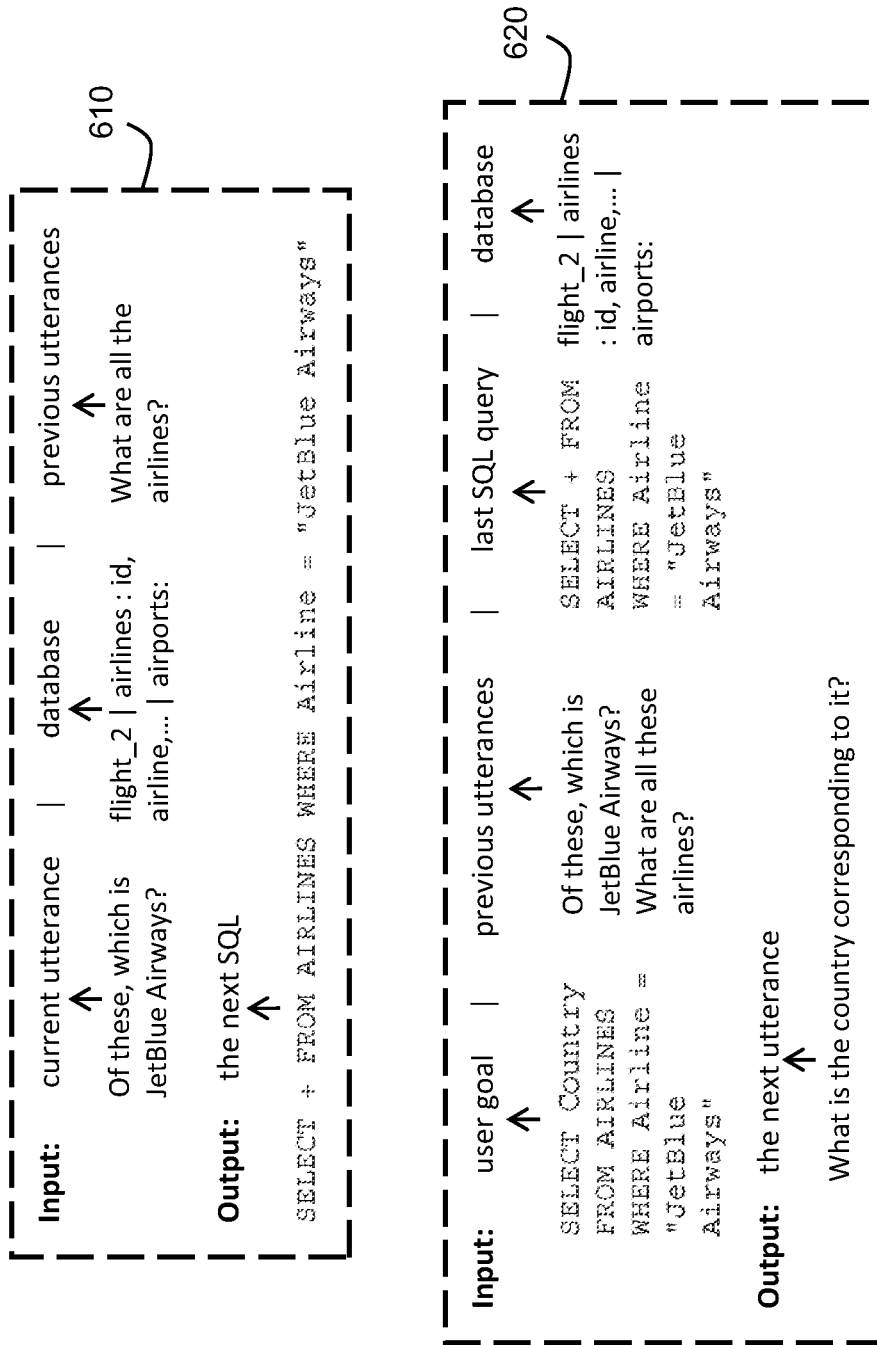 610
Input: current utterance | database | previous utterances
Of these, which is
JetBlue Airways?
flight_2 | airlines : id,
airline,... | airports:
What are all the
airlines?
Output: the next SQL
SELECT + FROM AIRLINES WHERE Airline = "JetBlue Airways"
620
Input: user goal | previous utterances | last SQL query | database
SELECT Country
FROM AIRLINES
WHERE Airline =
"JetBlue
Airways"
Of these, which is
JetBlue Airways?
What are all these
airlines?
SELECT + FROM
AIRLINES
WHERE Airline
= "JetBlue
Airways"
flight_2 | airlines
: id, airline,... |
airports:
Output: the next utterance
What is the country corresponding to it?